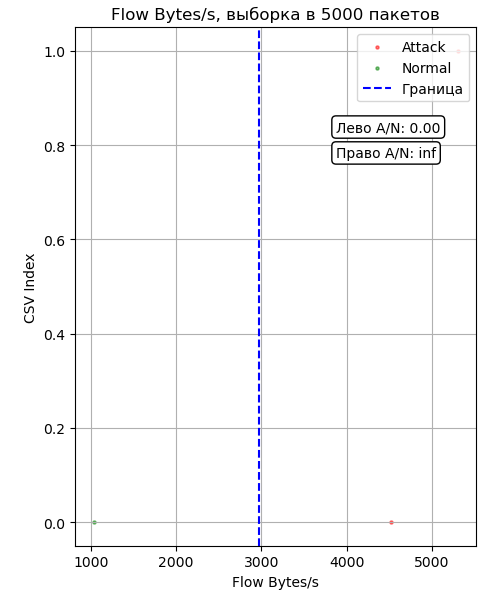 Flow Bytes/s, выборка в 5000 пакетов
1.0
0.8
0.6
0.4
0.2
0.0
CSV Index
Attack
Normal
Граница
Лево A/N: 0.00
Право A/N: inf
1000 2000 3000 4000 5000
Flow Bytes/s